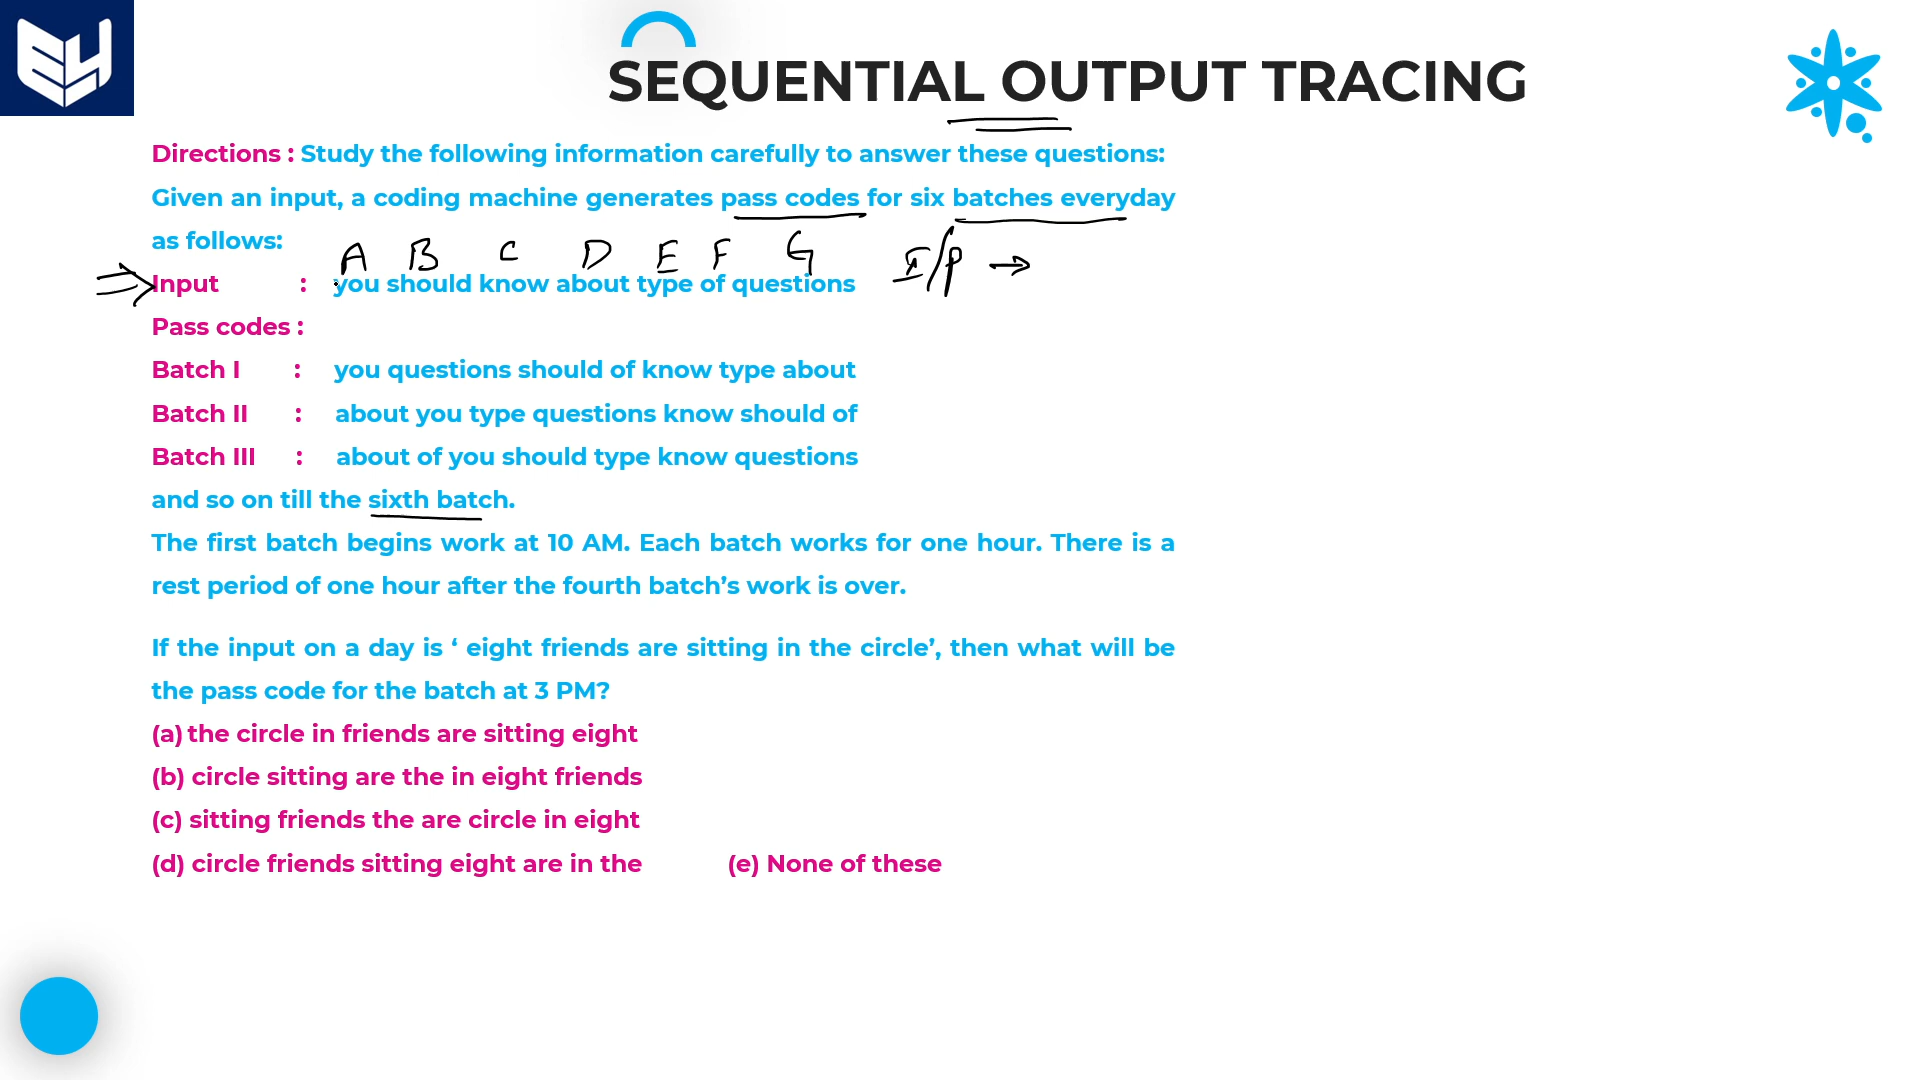 SEQUENTIAL OUTPUT TRACING
Directions : Study the following information carefully to answer these questions:
Given an input, a coding machine generates pass codes for six batches everyday
as follows:
A B C D E F G I/P →
Input : you should know about type of questions
Pass codes :
Batch I : you questions should of know type about
Batch II : about you type questions know should of
Batch III : about of you should type know questions
and so on till the sixth batch.
The first batch begins work at 10 AM. Each batch works for one hour. There is a
rest period of one hour after the fourth batch’s work is over.
If the input on a day is ‘ eight friends are sitting in the circle’, then what will be
the pass code for the batch at 3 PM?
(a) the circle in friends are sitting eight
(b) circle sitting are the in eight friends
(c) sitting friends the are circle in eight
(d) circle friends sitting eight are in the (e) None of these